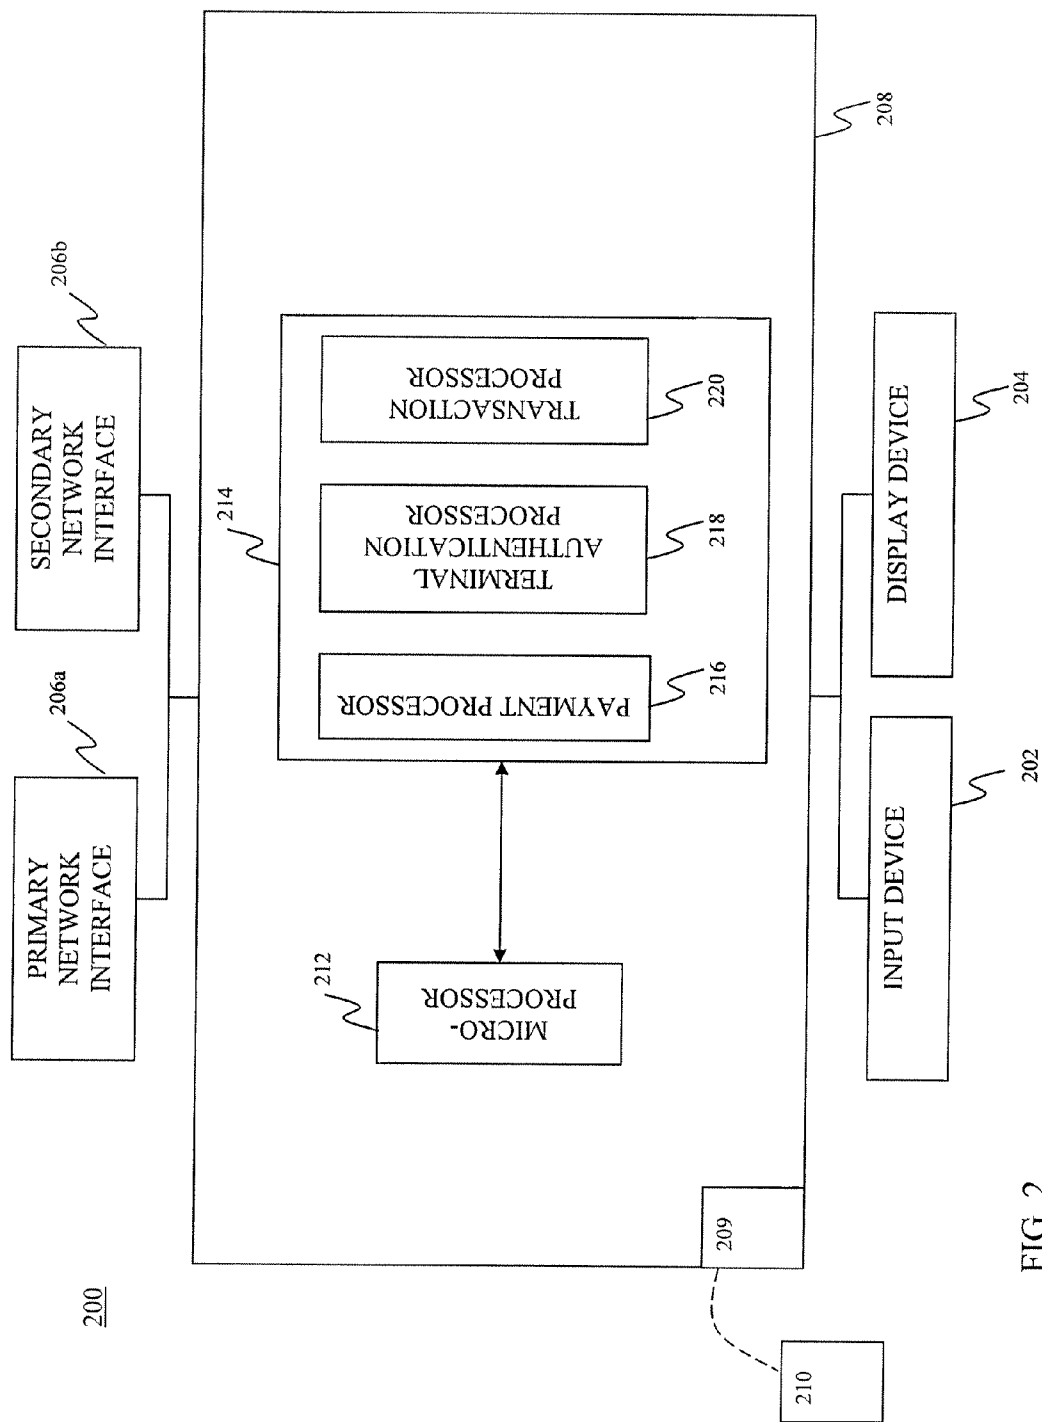 200
PRIMARY
NETWORK
INTERFACE
206a
SECONDARY
NETWORK
INTERFACE
206b
212
MICRO-
PROCESSOR
214
PAYMENT PROCESSOR
216
TERMINAL
AUTHENTICATION
PROCESSOR
218
TRANSACTION
PROCESSOR
220
208
209
210
INPUT DEVICE
202
DISPLAY DEVICE
204
FIG. 2